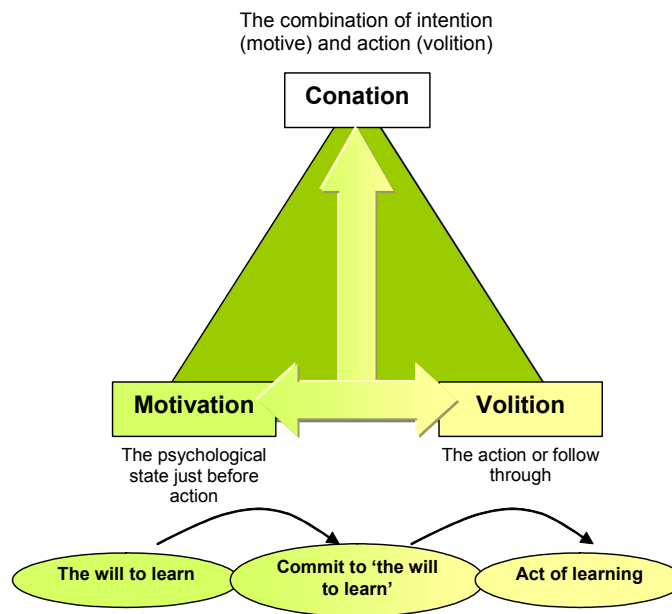 The combination of intention
(motive) and action (volition)
Conation
Motivation
Volition
The psychological
state just before
action
The action or follow
through
The will to learn
Commit to ‘the will
to learn’
Act of learning